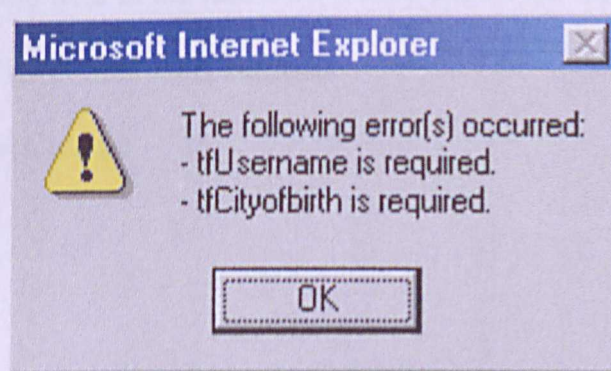 Microsoft Internet Explorer
The following error(s) occurred:
- tfUsername is required.
- tfCityofbirth is required.
OK